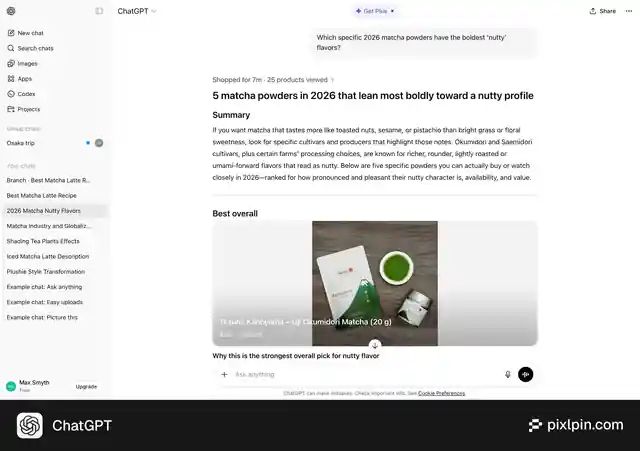 ChatGPT
Get Plus
Share
New chat
Search chats
Images
Apps
Codex
Projects
Group chats
Osaka trip
Your chats
Branch · Best Matcha Latte R...
Best Matcha Latte Recipe
2026 Matcha Nutty Flavors
Matcha Industry and Globaliz...
Shading Tea Plants Effects
Iced Matcha Latte Description
Plushie Style Transformation
Example chat: Ask anything
Example chat: Easy uploads
Example chat: Picture this
Max Smyth
Free
Upgrade
Which specific 2026 matcha powders have the boldest 'nutty'
flavors?
Shopped for 7m · 25 products viewed
5 matcha powders in 2026 that lean most boldly toward a nutty profile
Summary
If you want matcha that tastes more like toasted nuts, sesame, or pistachio than bright grass or floral
sweetness, look for specific cultivars and producers that highlight those notes. Okumidori and Saemidori
cultivars, plus certain farms' processing choices, are known for richer, rounder, lightly roasted or
umami-forward flavors that read as nutty. Below are five specific powders you can actually buy or watch
closely in 2026—ranked for how pronounced and pleasant their nutty character is, availability, and value.
Best overall
Kanbayama – Uji Okumidori Matcha (20 g)
Why this is the strongest overall pick for nutty flavor
Ask anything
ChatGPT can make mistakes. Check important info. See Cookie Preferences.
ChatGPT
pixlpin.com